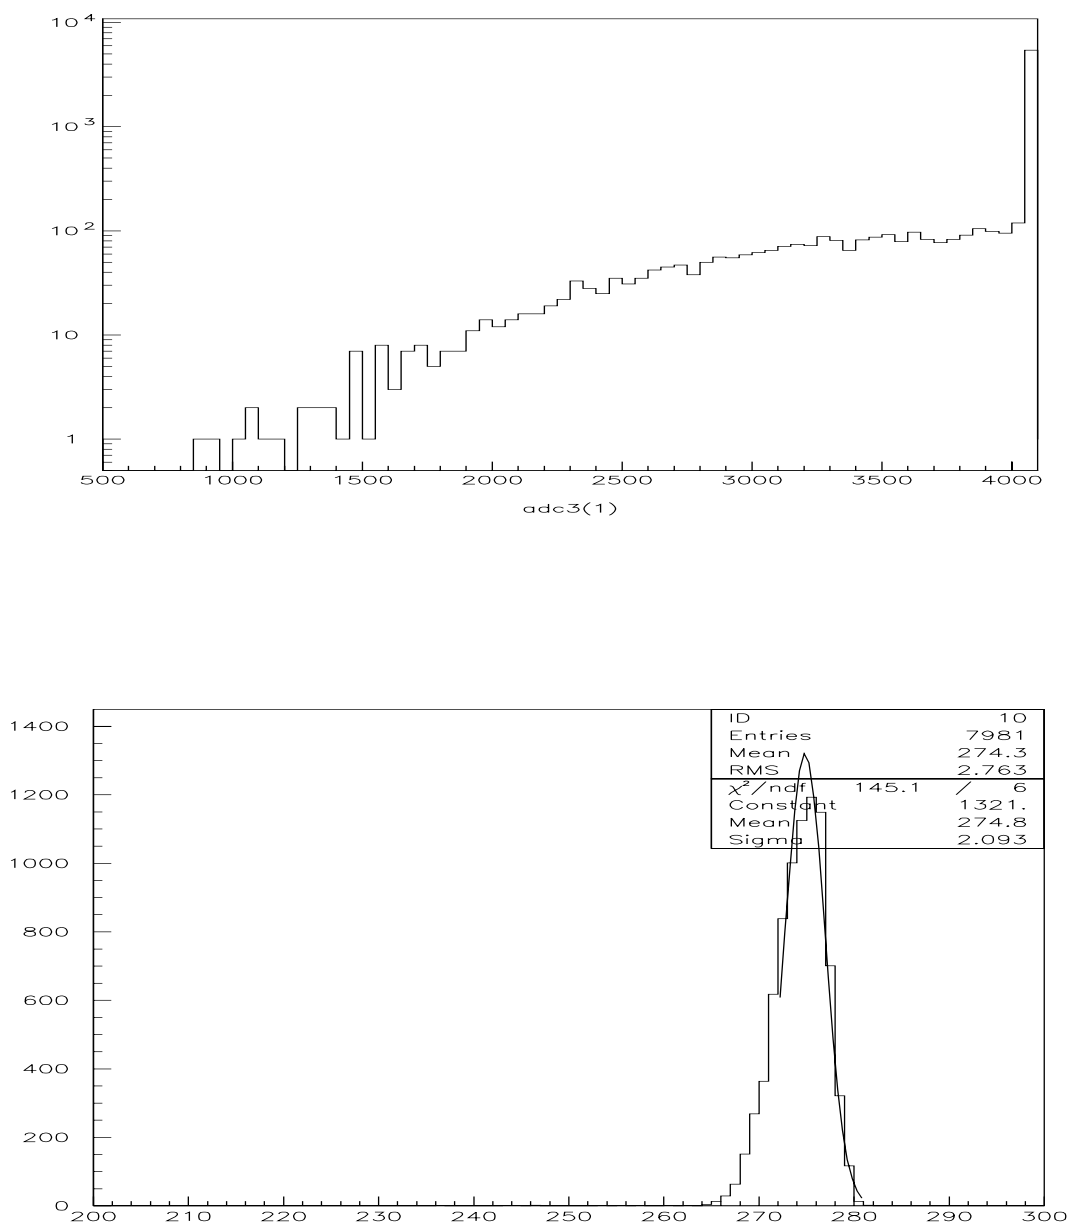 10 4
10 3
10 2
10
1
500 1000 1500 2000 2500 3000 3500 4000
adc3(1)
1400
1200
1000
800
600
400
200
0
ID 10
Entries 7981
Mean 274.3
RMS 2.763
χ²/ndf 145.1 / 6
Constant 1321.
Mean 274.8
Sigma 2.093
200 210 220 230 240 250 260 270 280 290 300